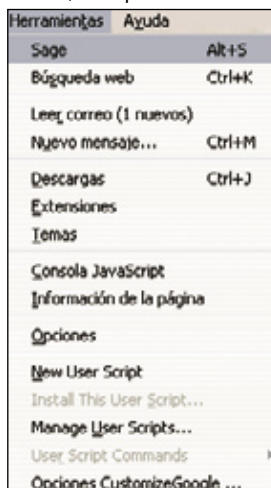 Herramientas Ayuda
Sage Alt+S
Búsqueda web Ctrl+K
Leer correo (1 nuevos)
Nuevo mensaje... Ctrl+M
Descargas Ctrl+J
Extensiones
Temas
Consola JavaScript
Información de la página
Opciones
New User Script
Install This User Script...
Manage User Scripts...
User Script Commands
Opciones CustomizeGoogle ...